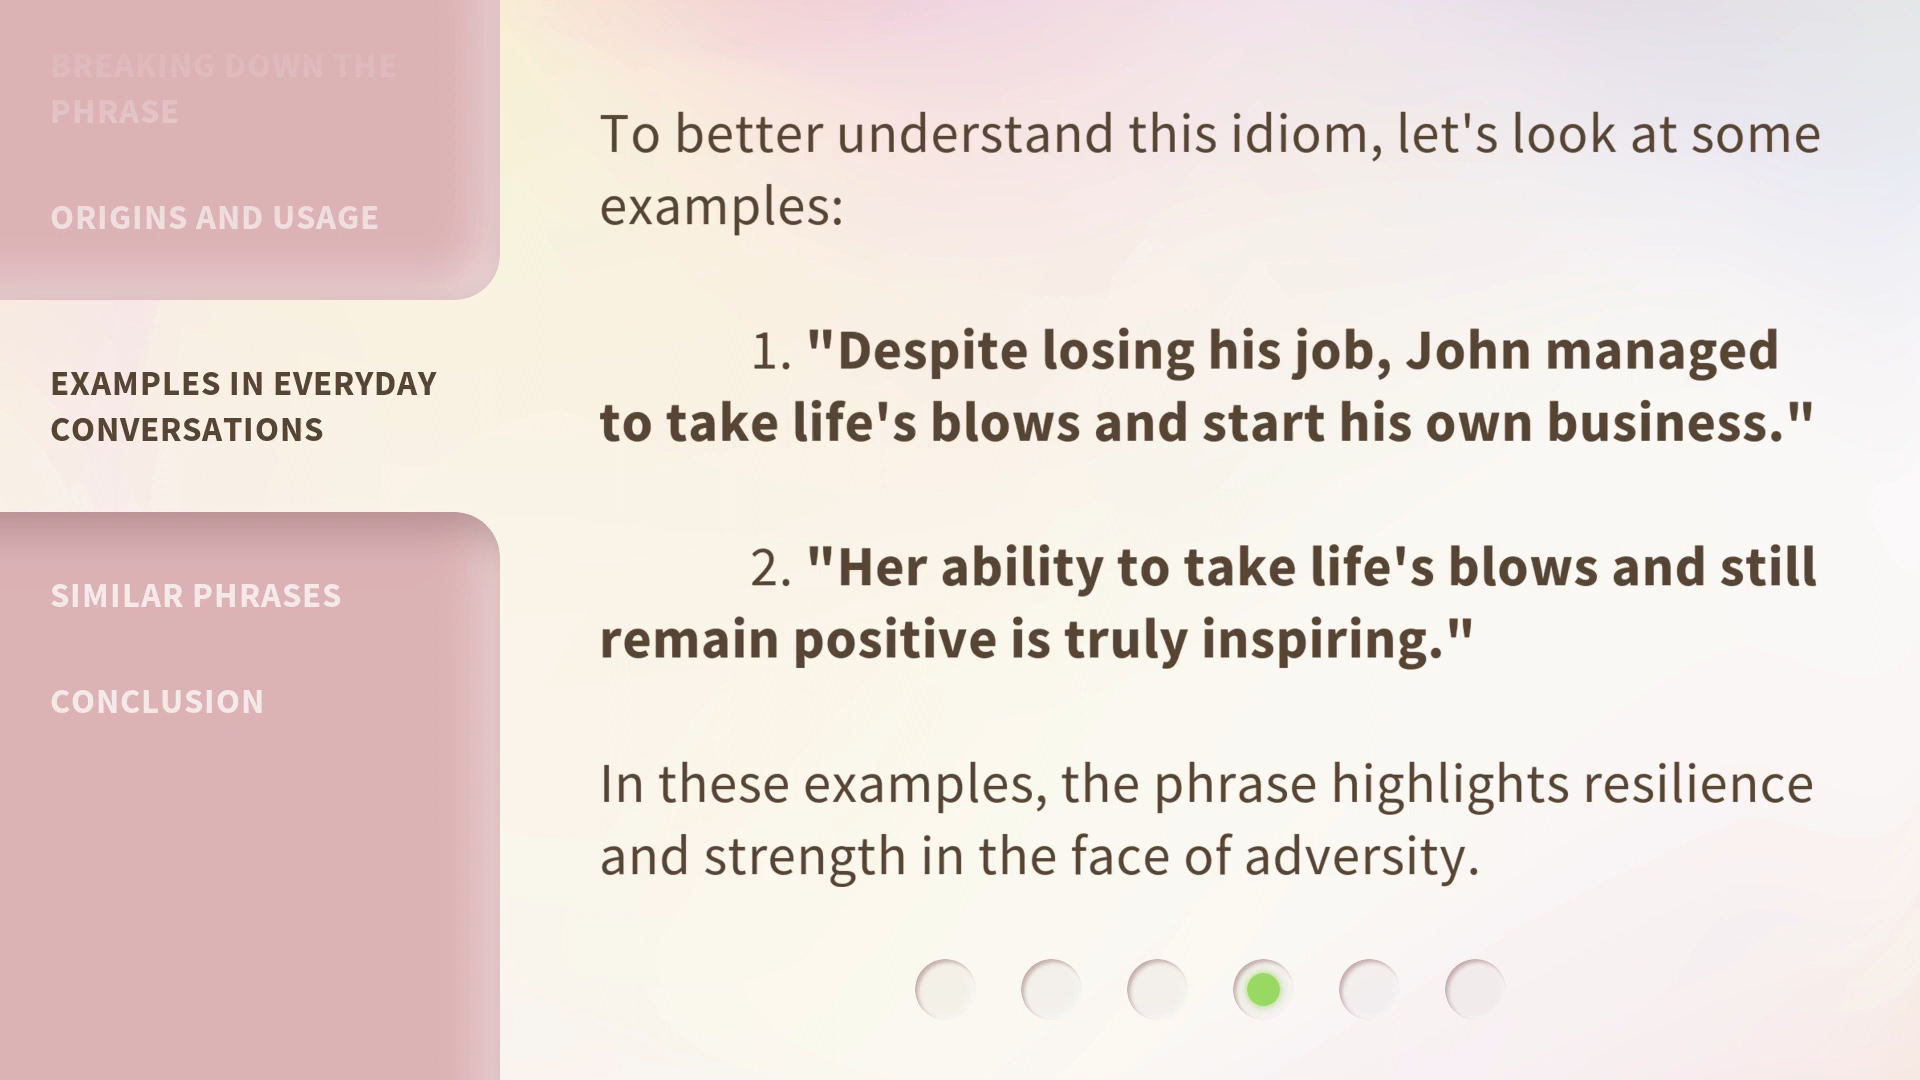 BREAKING DOWN THE
PHRASE
ORIGINS AND USAGE
EXAMPLES IN EVERYDAY
CONVERSATIONS
SIMILAR PHRASES
CONCLUSION
To better understand this idiom, let's look at some
examples:
1. "Despite losing his job, John managed
to take life's blows and start his own business."
2. "Her ability to take life's blows and still
remain positive is truly inspiring."
In these examples, the phrase highlights resilience
and strength in the face of adversity.